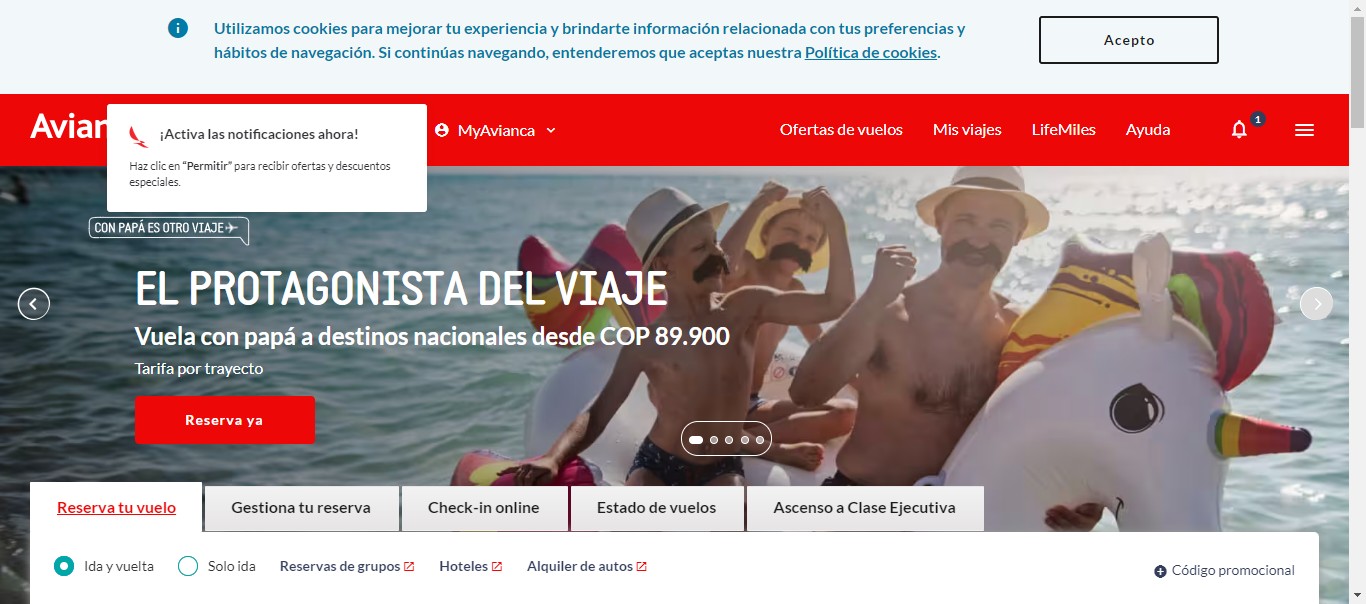 Utilizamos cookies para mejorar tu experiencia y brindarte información relacionada con tus preferencias y
hábitos de navegación. Si continúas navegando, entenderemos que aceptas nuestra Política de cookies.
Acepto
Avian
¡Activa las notificaciones ahora!
Haz clic en “Permitir” para recibir ofertas y descuentos
especiales.
MyAvianca
Ofertas de vuelos
Mis viajes
LifeMiles
Ayuda
1
CON PAPÁ ES OTRO VIAJE
EL PROTAGONISTA DEL VIAJE
Vuela con papá a destinos nacionales desde COP 89.900
Tarifa por trayecto
Reserva ya
Reserva tu vuelo
Gestiona tu reserva
Check-in online
Estado de vuelos
Ascenso a Clase Ejecutiva
Ida y vuelta
Solo ida
Reservas de grupos
Hoteles
Alquiler de autos
Código promocional